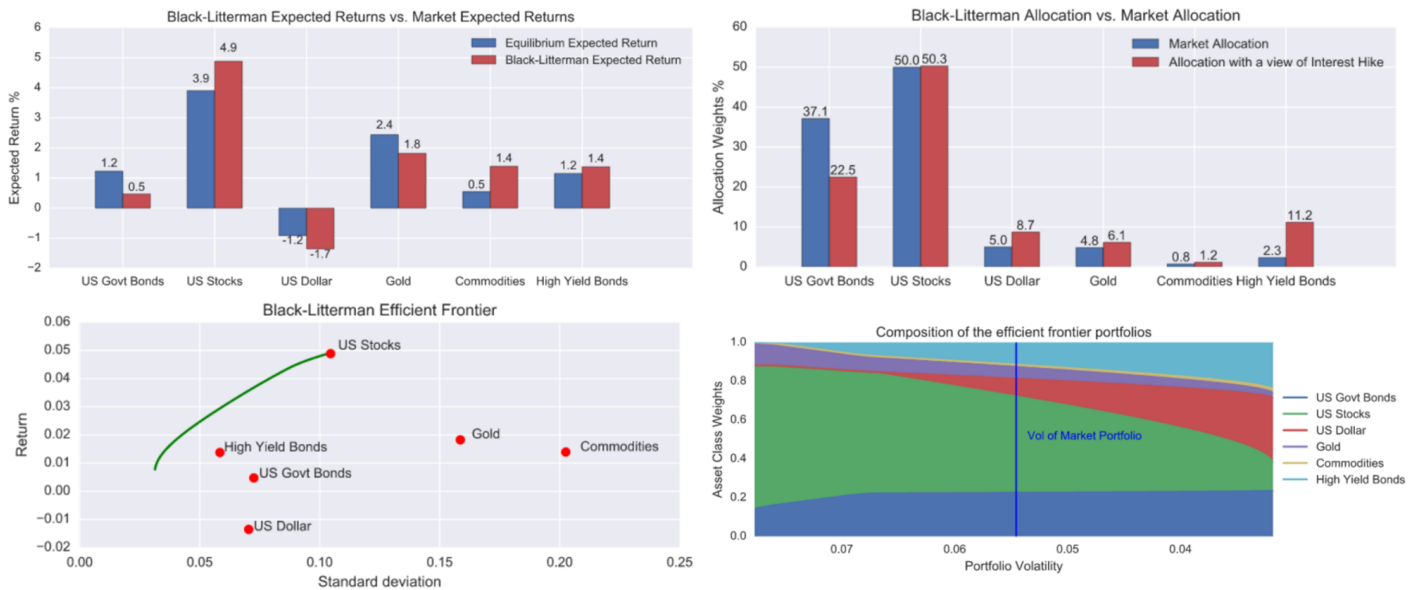 Black-Litterman Expected Returns vs. Market Expected Returns
Expected Return %
6
5
4
3
2
1
0
−1
−2
Equilibrium Expected Return
Black-Litterman Expected Return
1.2
0.5
3.9
4.9
-1.2
-1.7
2.4
1.8
0.5
1.4
1.2
1.4
US Govt Bonds
US Stocks
US Dollar
Gold
Commodities
High Yield Bonds
Black-Litterman Allocation vs. Market Allocation
Allocation Weights %
60
50
40
30
20
10
0
Market Allocation
Allocation with a view of Interest Hike
37.1
22.5
50.0
50.3
5.0
8.7
4.8
6.1
0.8
1.2
2.3
11.2
US Govt Bonds
US Stocks
US Dollar
Gold
Commodities
High Yield Bonds
Black-Litterman Efficient Frontier
Return
0.06
0.05
0.04
0.03
0.02
0.01
0.00
−0.01
−0.02
US Stocks
Gold
High Yield Bonds
Commodities
US Govt Bonds
US Dollar
0.00
0.05
0.10
0.15
0.20
0.25
Standard deviation
Composition of the efficient frontier portfolios
Asset Class Weights
1.0
0.8
0.6
0.4
0.2
0.0
Vol of Market Portfolio
0.07
0.06
0.05
0.04
Portfolio Volatility
US Govt Bonds
US Stocks
US Dollar
Gold
Commodities
High Yield Bonds